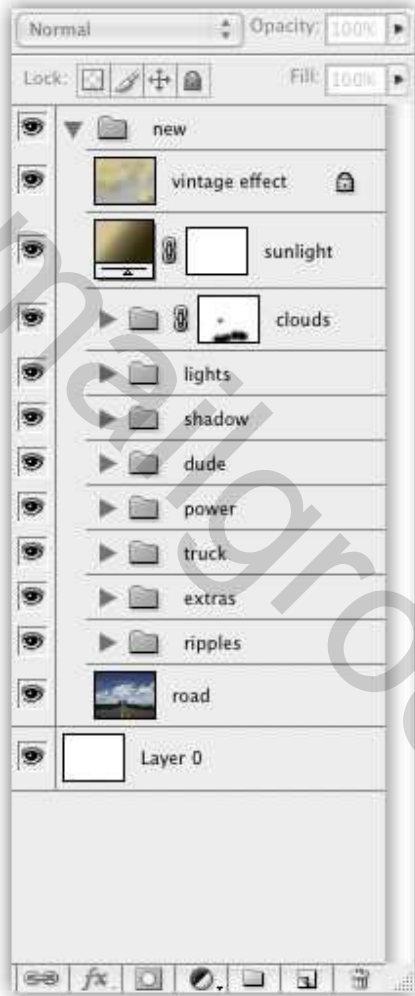 Normal Opacity: 100%
Lock: Fill: 100%
new
vintage effect
sunlight
clouds
lights
shadow
dude
power
truck
extras
ripples
road
Layer 0
fx.